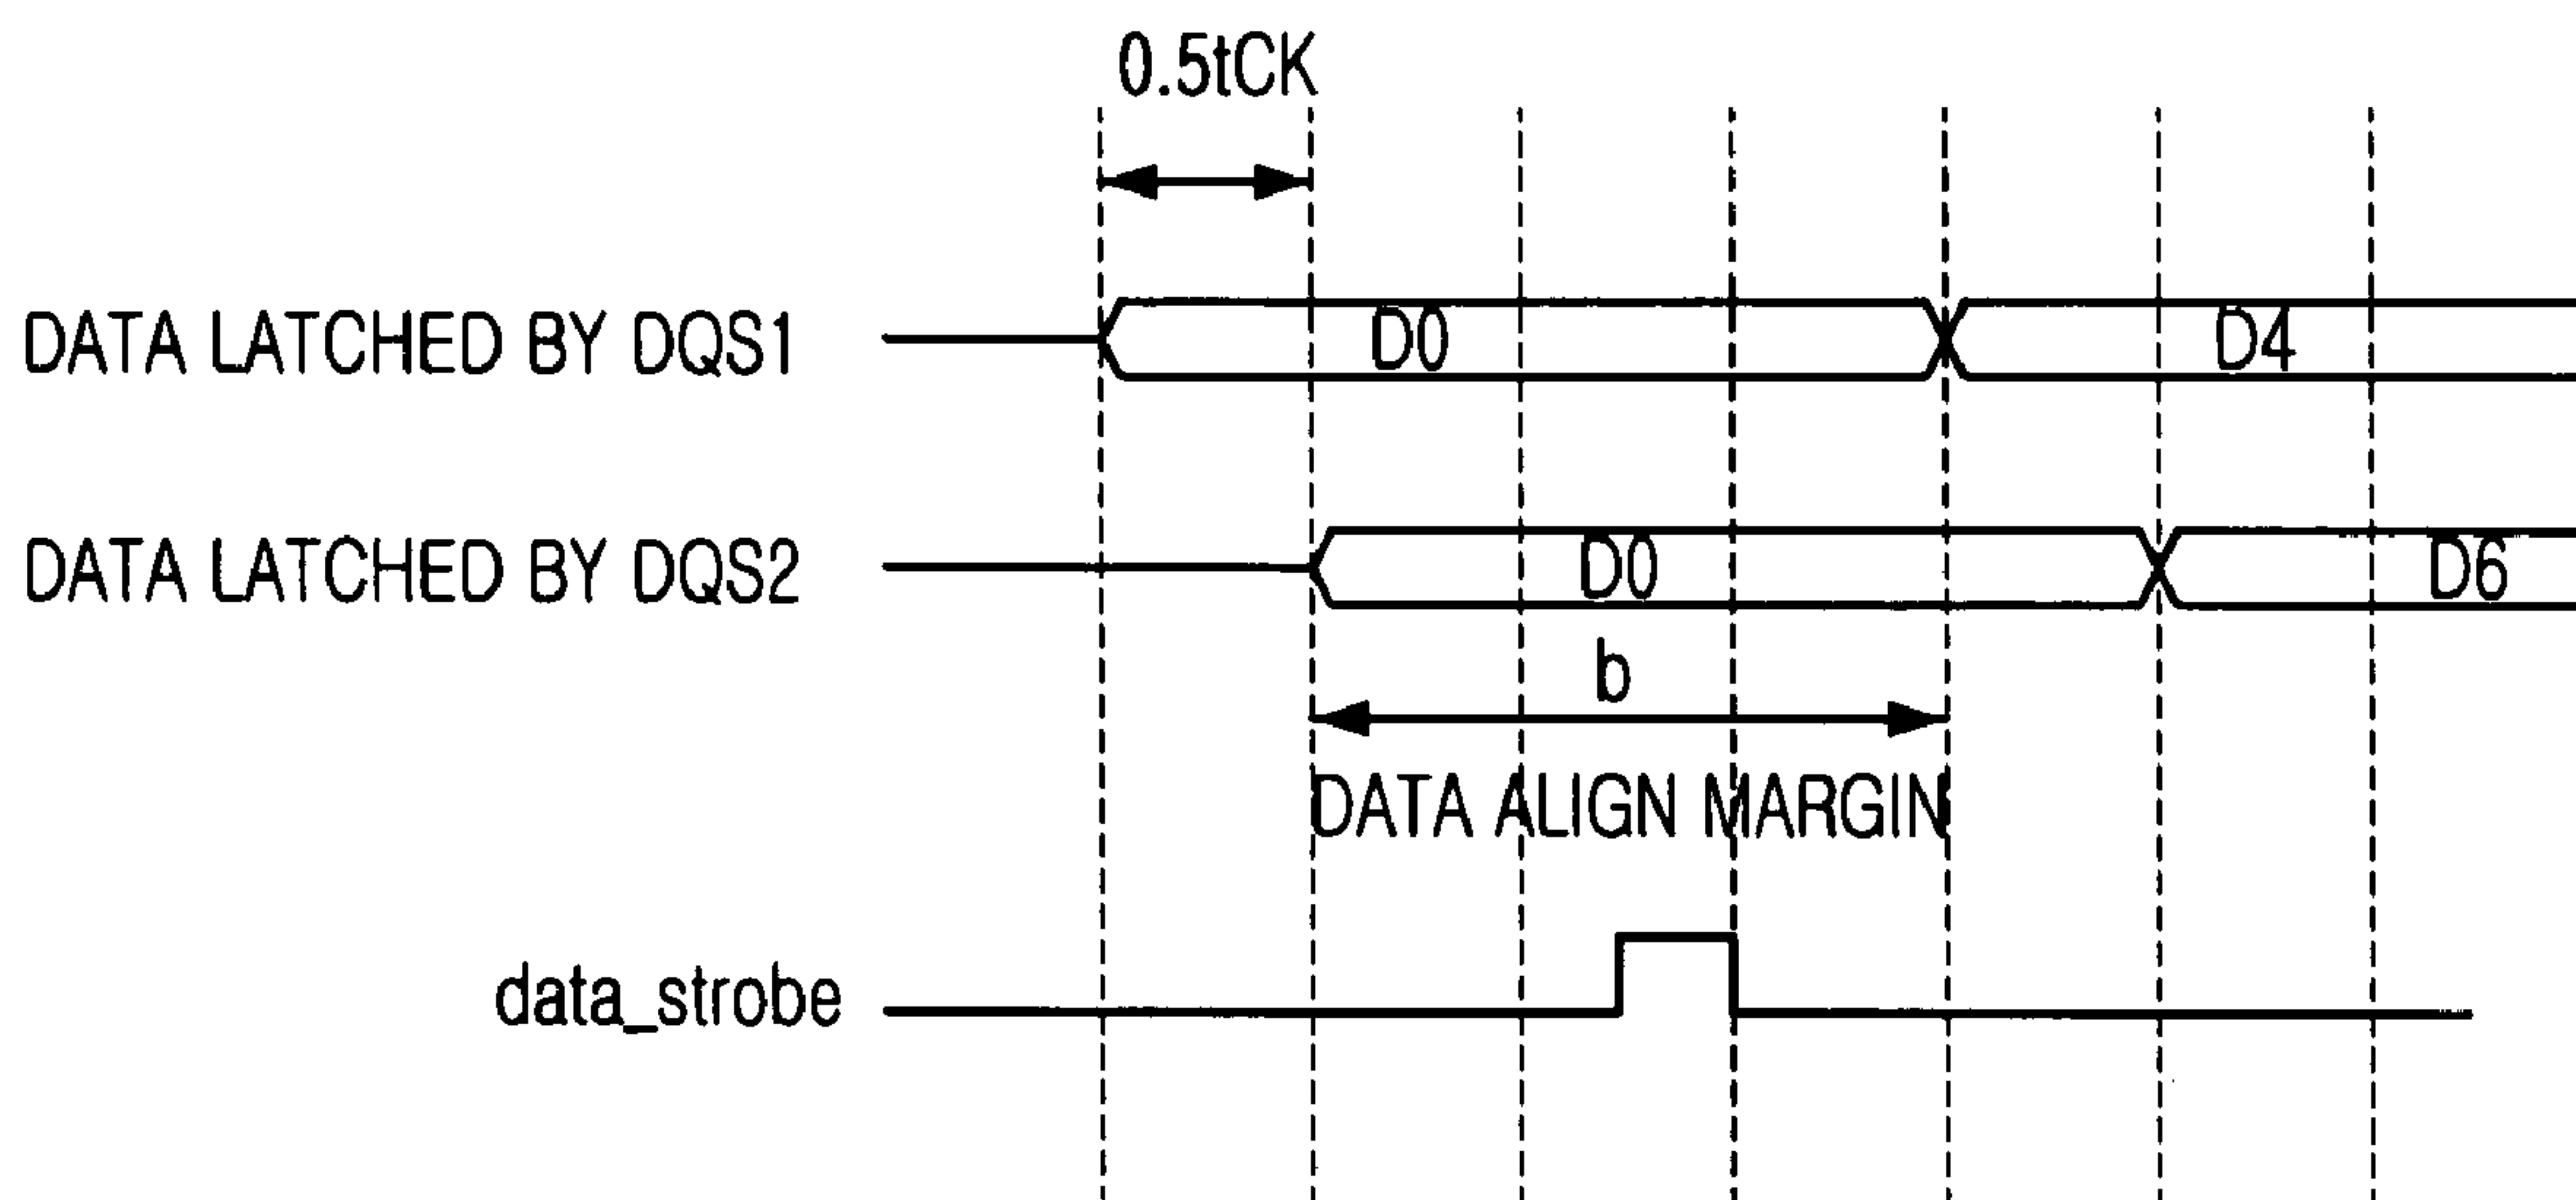 0.5tCK
DATA LATCHED BY DQS1
D0
D4
DATA LATCHED BY DQS2
D0
D6
b
DATA ALIGN MARGIN
data_strobe